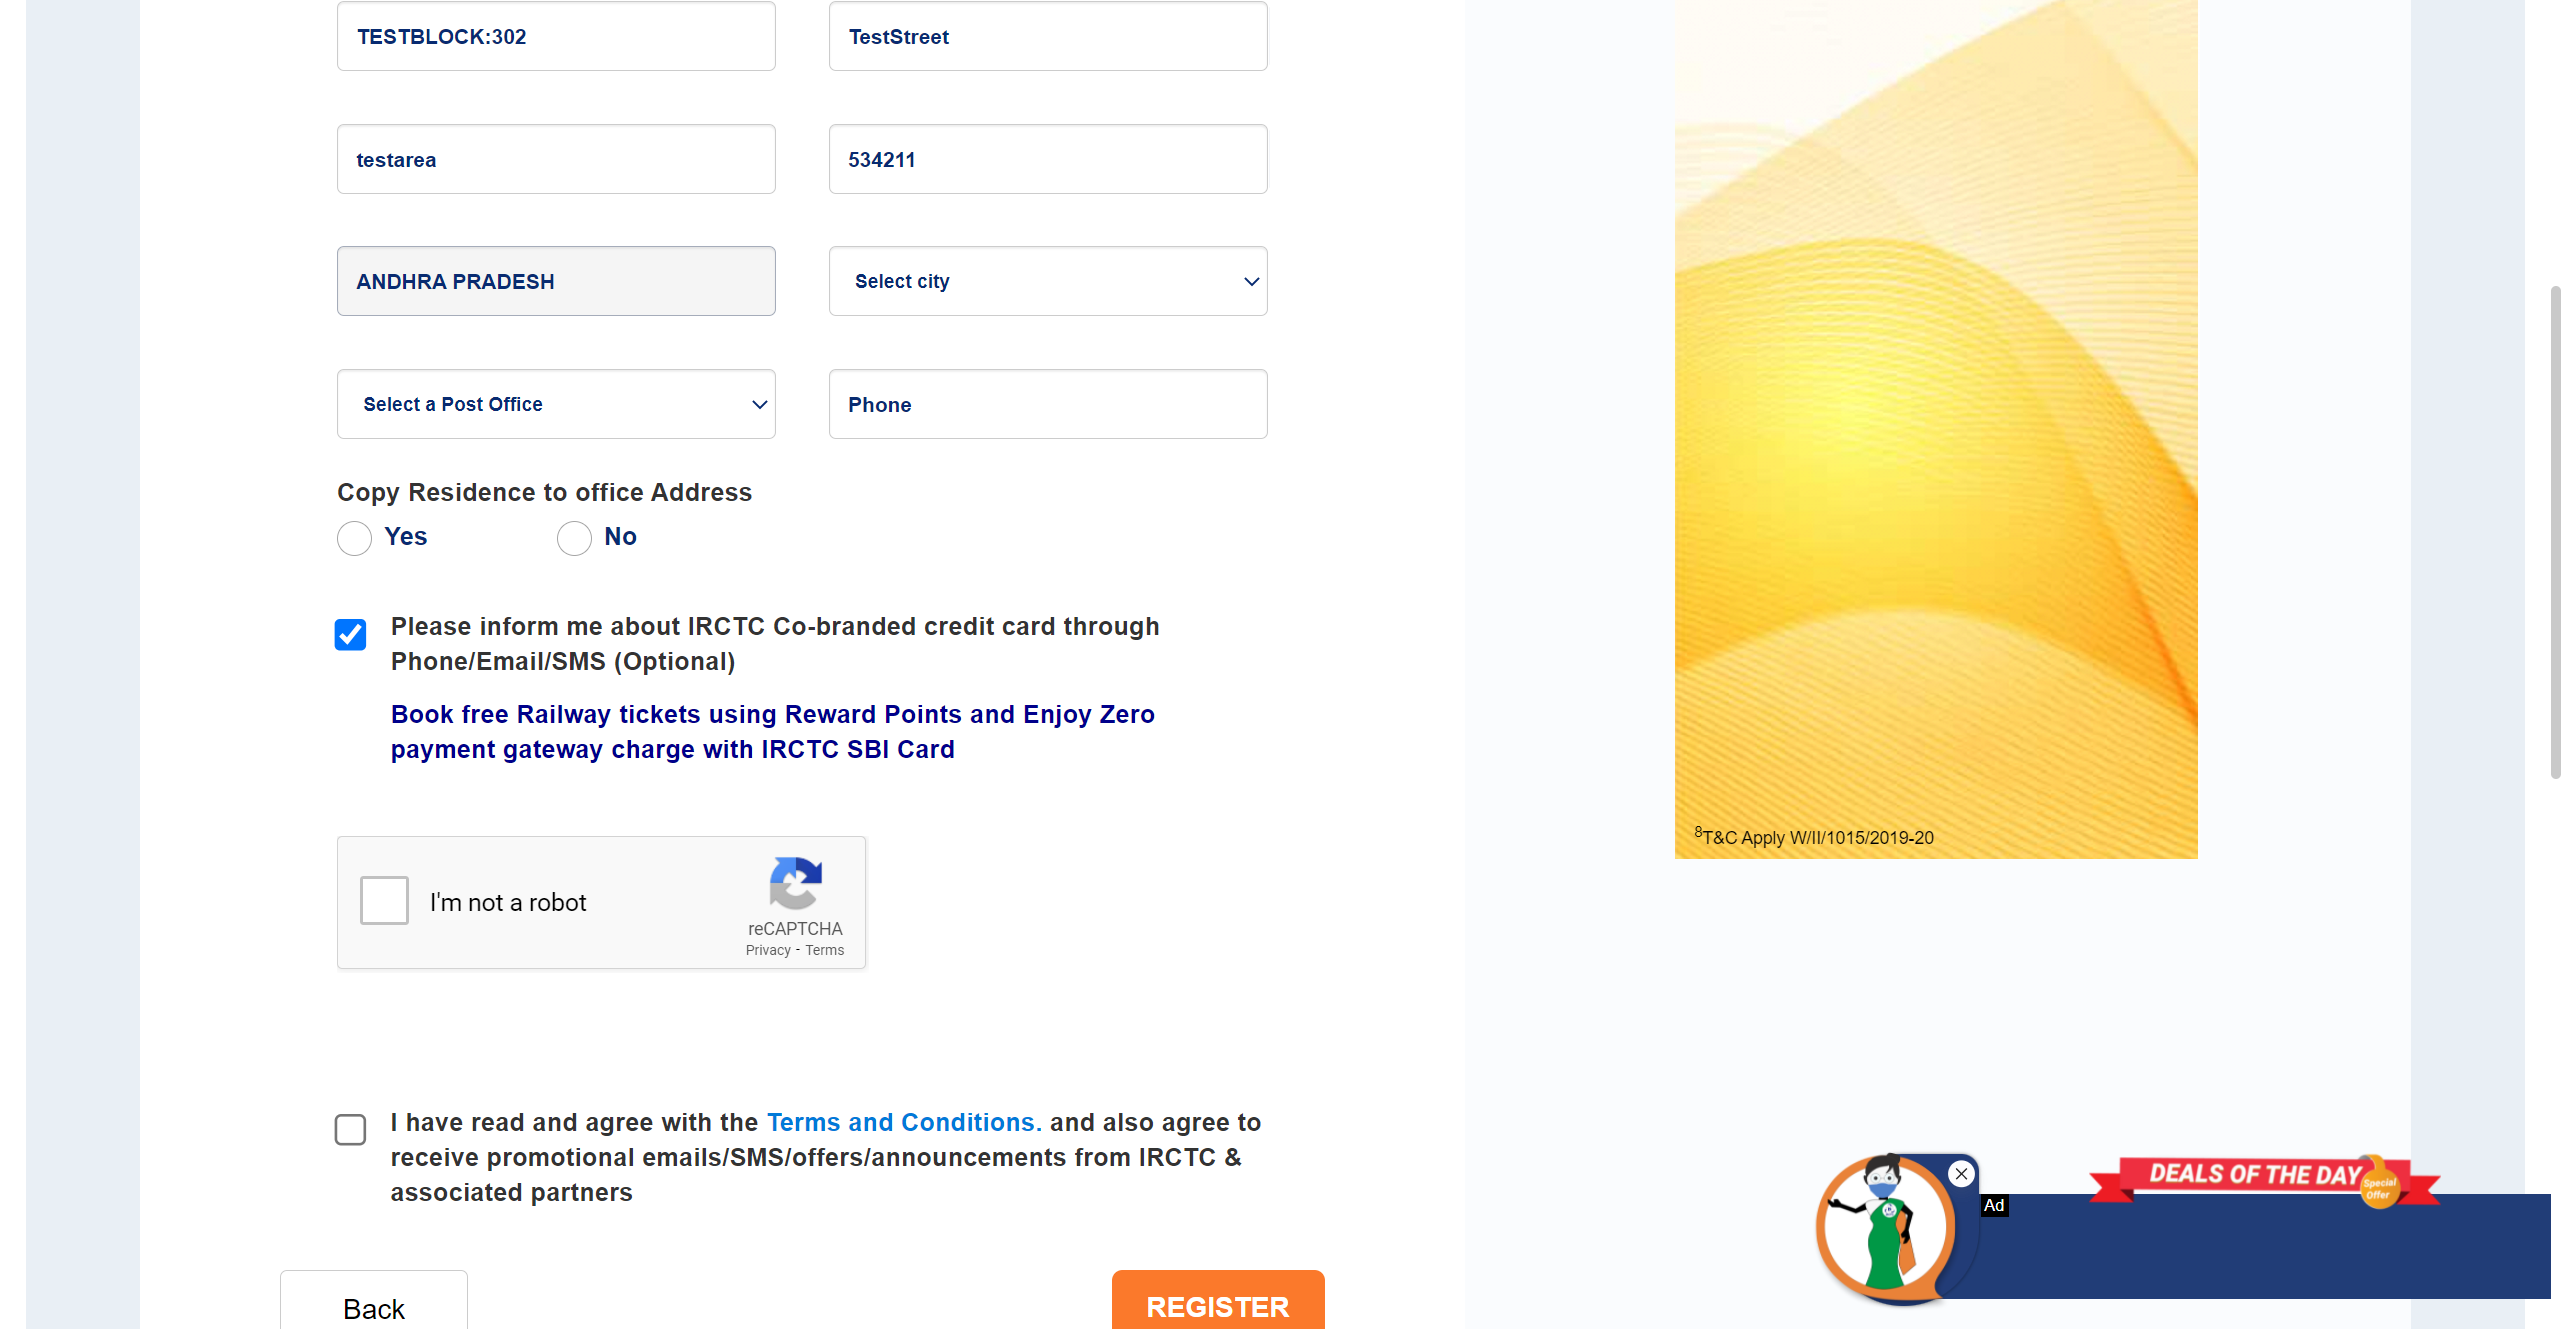 TESTBLOCK:302
TestStreet
testarea
534211
ANDHRA PRADESH
Select city
Select a Post Office
Phone
Copy Residence to office Address
Yes
No
Please inform me about IRCTC Co-branded credit card through
Phone/Email/SMS (Optional)
Book free Railway tickets using Reward Points and Enjoy Zero
payment gateway charge with IRCTC SBI Card
I'm not a robot
reCAPTCHA
Privacy - Terms
I have read and agree with the Terms and Conditions. and also agree to
receive promotional emails/SMS/offers/announcements from IRCTC &
associated partners
Back
REGISTER
8T&C Apply W/II/1015/2019-20
DEALS OF THE DAY
Special
Offer
Ad